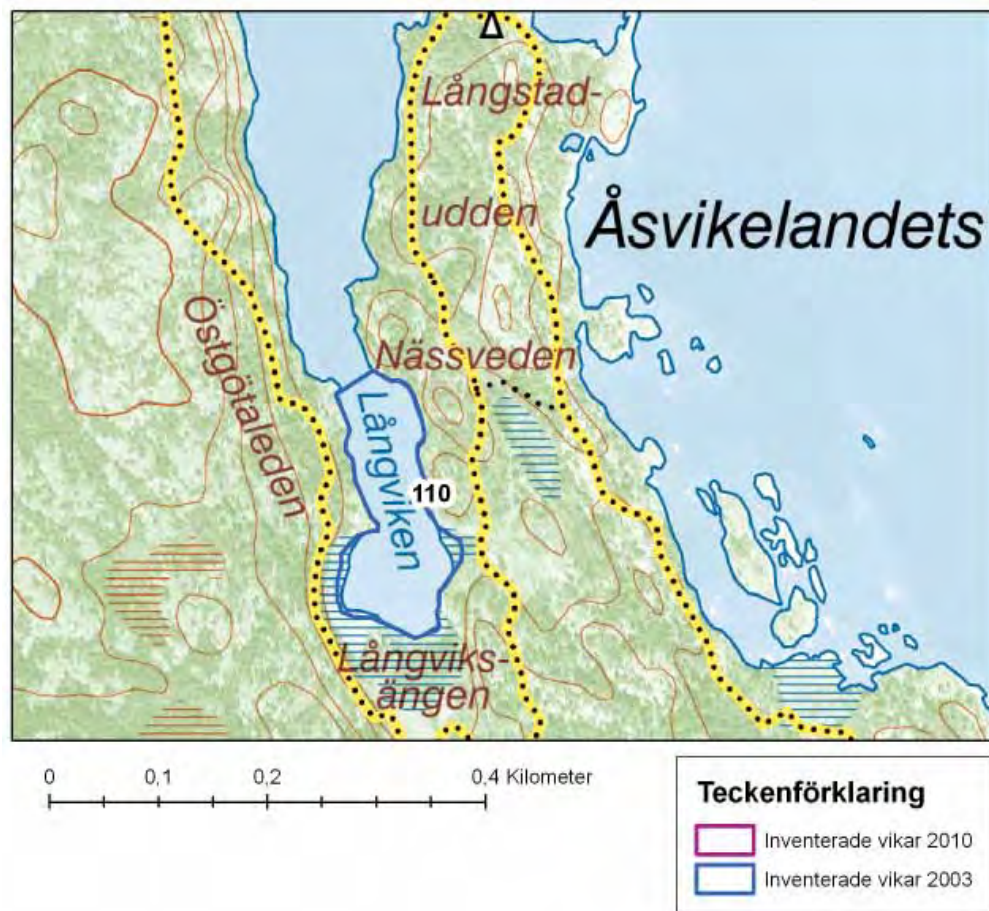 Långstad-
udden
Åsvikelandets
Östgötaleden
Nässveden
Långviken
110
Långviks-
ängen
0 0,1 0,2 0,4 Kilometer
Teckenförklaring
Inventerade vikar 2010
Inventerade vikar 2003